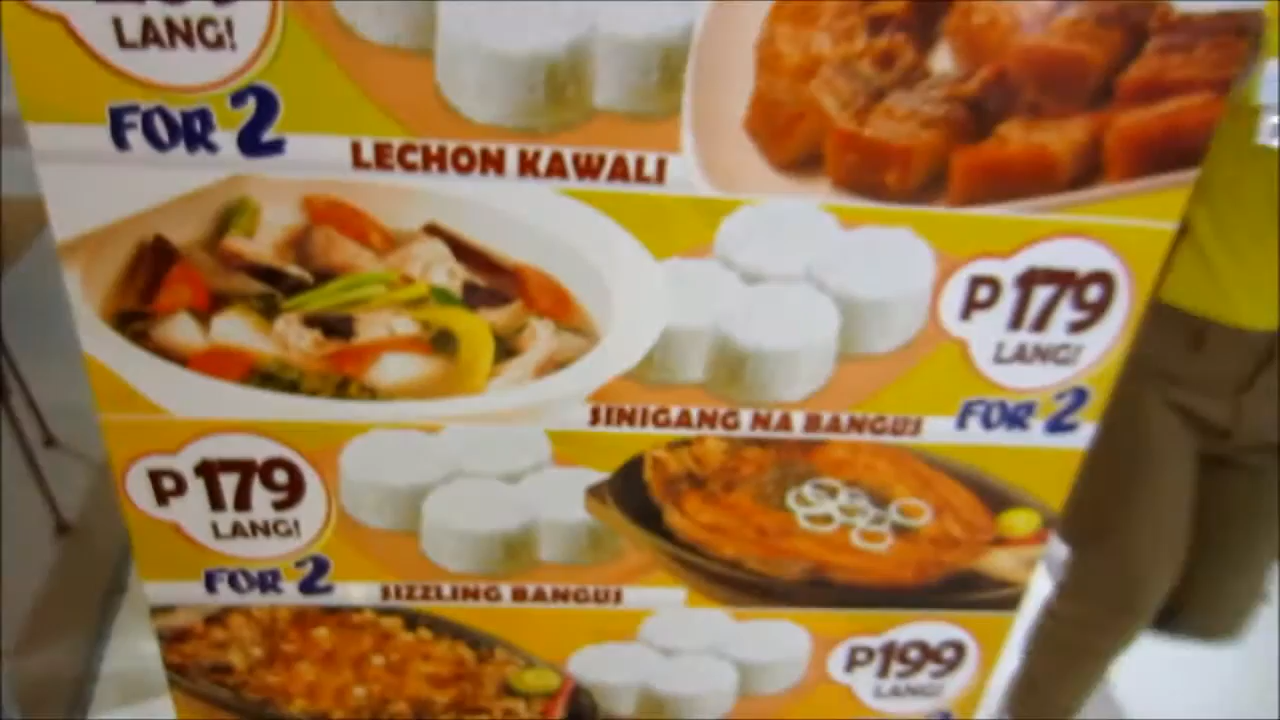 LANG!
FOR 2
LECHON KAWALI
P179
LANG!
FOR 2
SINIGANG NA BANGUS
P179
LANG!
FOR 2
SIZZLING BANGUS
P199
LANG!